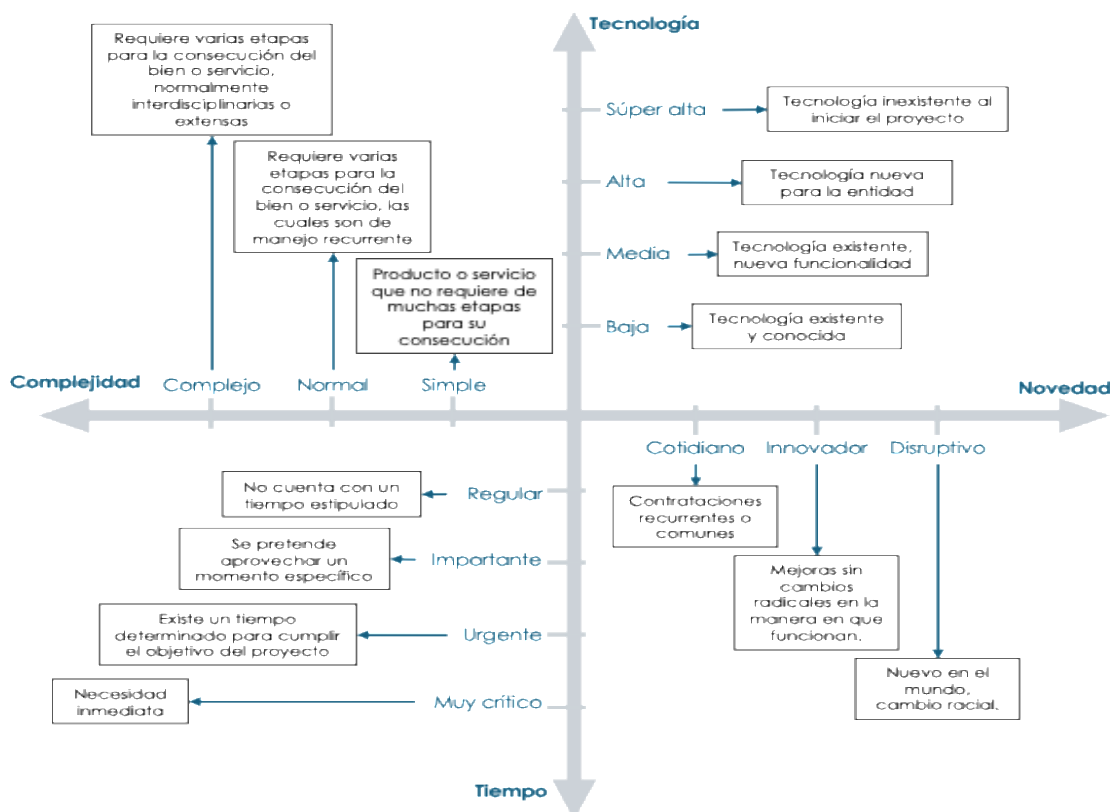 Tecnología
Requiere varias etapas
para la consecución del
bien o servicio,
normalmente
interdisciplinarias o
extensas
Requiere varias
etapas para la
consecución del
bien o servicio, las
cuales son de
manejo recurrente
Producto o servicio
que no requiere de
muchas etapas
para su
consecución
Súper alta
Tecnología inexistente al
iniciar el proyecto
Alta
Tecnología nueva
para la entidad
Media
Tecnología existente,
nueva funcionalidad
Baja
Tecnología existente
y conocida
Complejidad
Complejo
Normal
Simple
Novedad
Cotidiano
Innovador
Disruptivo
Contrataciones
recurrentes o
comunes
Mejoras sin
cambios
radicales en la
manera en que
funcionan.
Nuevo en el
mundo,
cambio racial.
No cuenta con un
tiempo estipulado
Regular
Se pretende
aprovechar un
momento específico
Importante
Existe un tiempo
determinado para cumplir
el objetivo del proyecto
Urgente
Necesidad
inmediata
Muy crítico
Tiempo